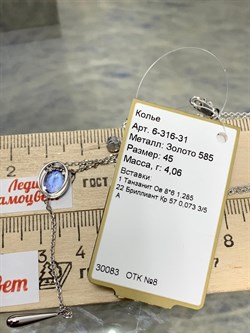 Колье
Арт. 6-316-31
Металл: Золото 585
Размер: 45
Масса, г: 4,06
Вставки:
1 Танзанит Ов 8*6 1,285
22 Бриллиант Кр 57 0.073 3/5
А
30083 ОТК №8
Леди
ГОСТ